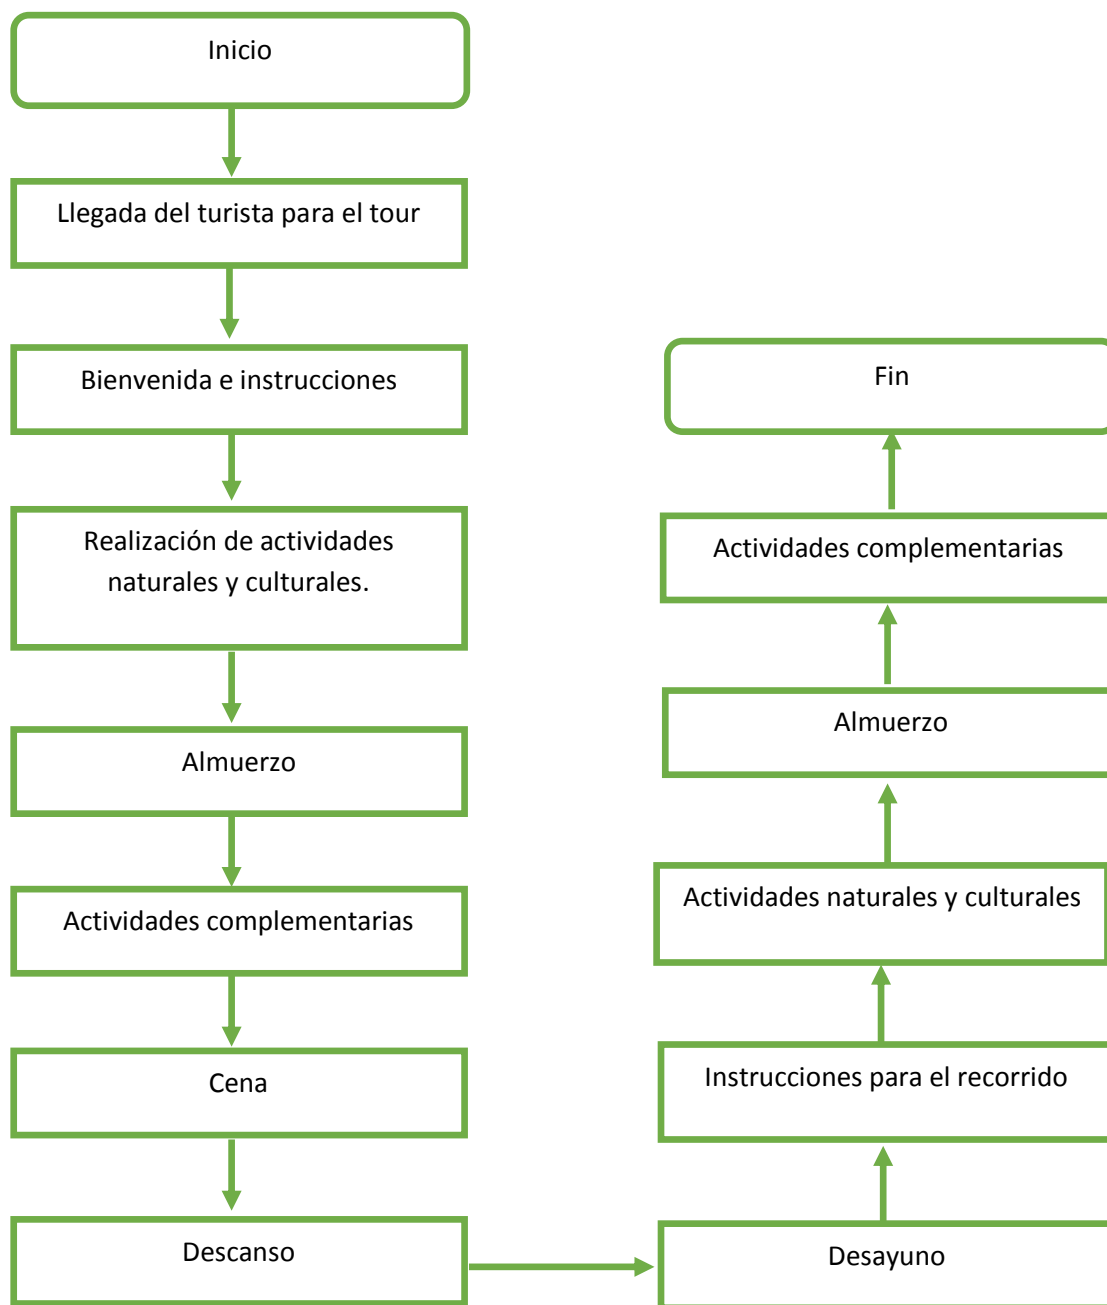 Inicio
Llegada del turista para el tour
Bienvenida e instrucciones
Realización de actividades
naturales y culturales.
Almuerzo
Actividades complementarias
Cena
Descanso
Desayuno
Instrucciones para el recorrido
Actividades naturales y culturales
Almuerzo
Actividades complementarias
Fin